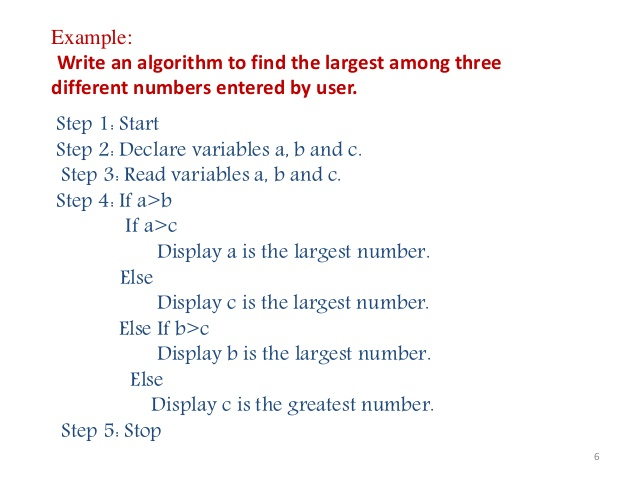 Example:
Write an algorithm to find the largest among three
different numbers entered by user.
Step 1: Start
Step 2: Declare variables a, b and c.
Step 3: Read variables a, b and c.
Step 4: If a>b
If a>c
Display a is the largest number.
Else
Display c is the largest number.
Else If b>c
Display b is the largest number.
Else
Display c is the greatest number.
Step 5: Stop
6